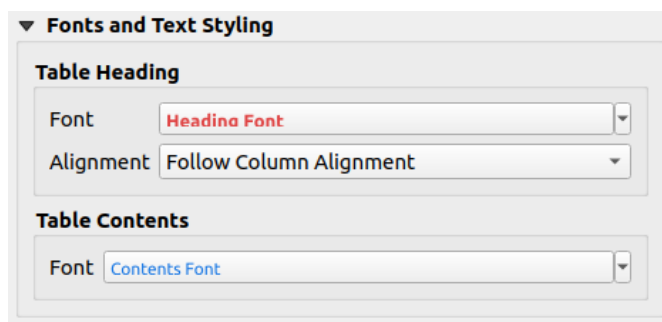 Fonts and Text Styling
Table Heading
Font Heading Font
Alignment Follow Column Alignment
Table Contents
Font Contents Font